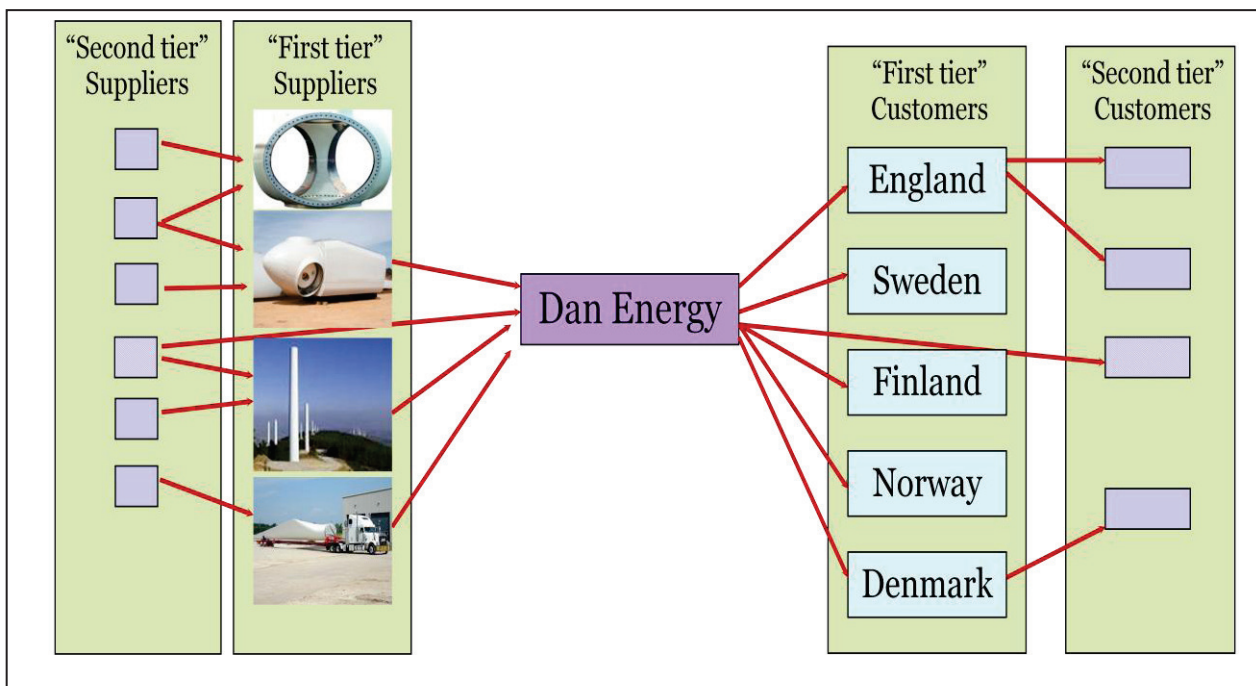 “Second tier”
Suppliers
“First tier”
Suppliers
Dan Energy
“First tier”
Customers
England
Sweden
Finland
Norway
Denmark
“Second tier”
Customers